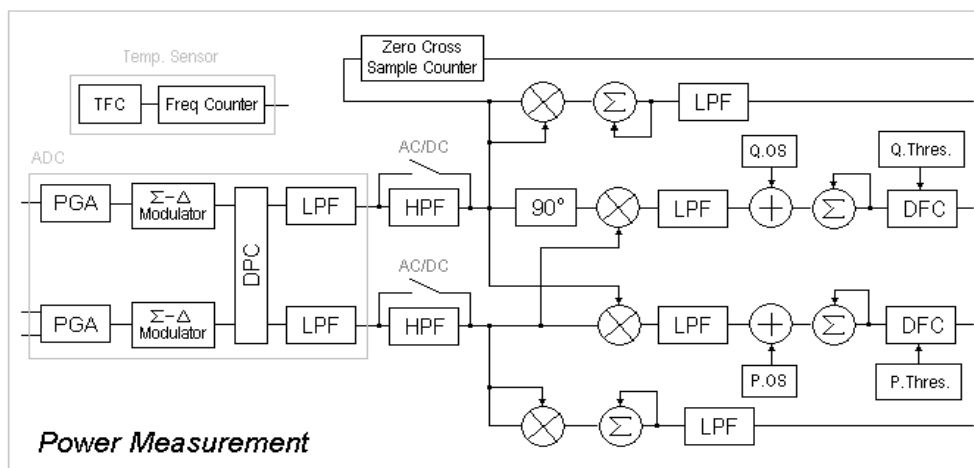 Zero Cross
Sample Counter
Temp. Sensor
TFC
Freq Counter
Σ
LPF
AC/DC
Q.OS
Q.Thres.
ADC
PGA
Σ-Δ
Modulator
DPC
LPF
HPF
90°
LPF
+
Σ
DFC
AC/DC
PGA
Σ-Δ
Modulator
LPF
HPF
LPF
+
Σ
DFC
P.OS
P.Thres.
Σ
LPF
Power Measurement